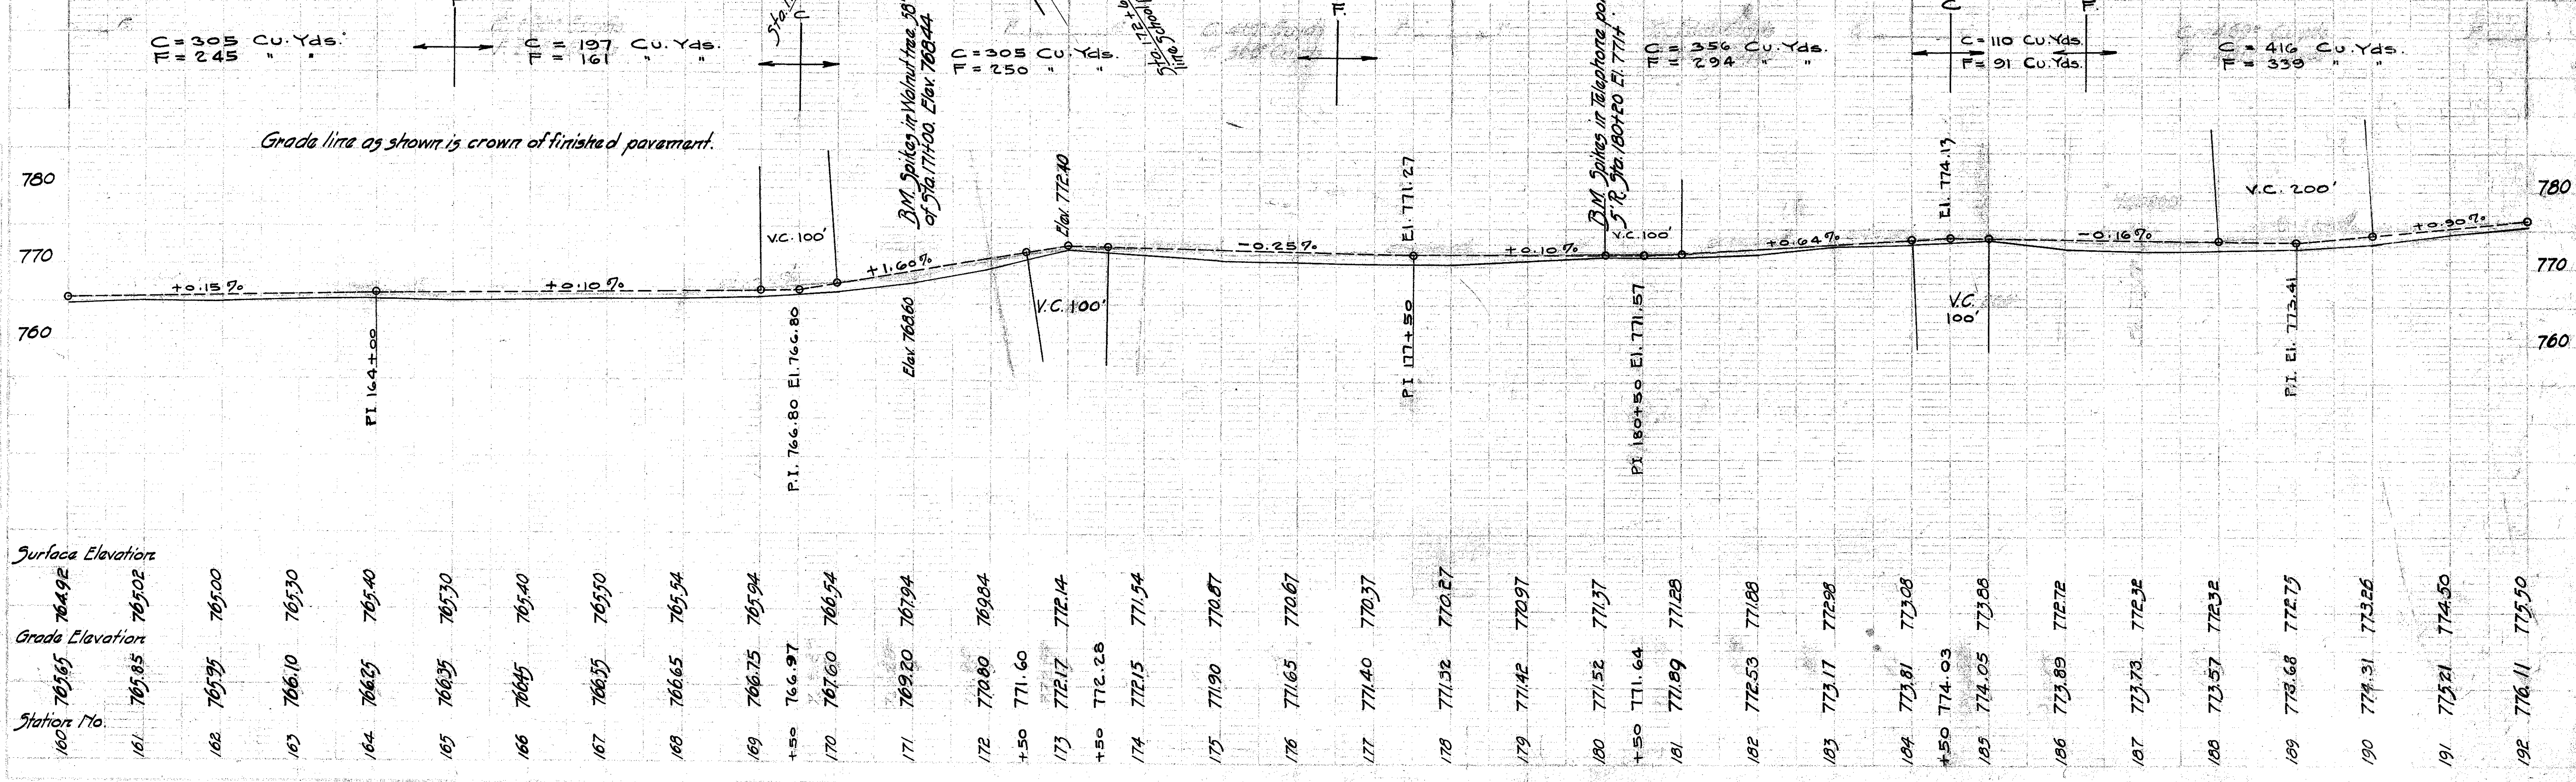 C = 305 Cu. Yds.
F = 245 " "
C = 197 Cu. Yds.
F = 161 " "
C
B.M. Spikes in Walnut tree, 58'
of Sta. 171+00. Elev. 768.44
C = 305 Cu. Yds.
F = 250 " "
F.
C = 356 Cu. Yds.
F = 294 " "
B.M. Spikes in Telephone
5' R. Sta. 180+20 El. 771.
C
C = 110 Cu. Yds.
F = 91 Cu. Yds.
F.
C = 416 Cu. Yds.
F = 339 " "
Grade line as shown is crown of finished pavement.
780
770
760
780
770
760
+0.15%
P.I. 164+00
+0.10%
V.C. 100'
P.I. 766.80 El. 766.80
+1.60%
Elev. 768.60
V.C. 100'
Elev. 772.40
-0.25%
El. 771.27
P.I. 177+50
+0.10%
V.C. 100'
P.I. 180+50 El. 771.57
+0.64%
El. 774.13
V.C.
100'
-0.16%
V.C. 200'
P.I. El. 773.41
+0.90%
Surface Elevation
764.92 765.02 765.00 765.30 765.40 765.30 765.40 765.50 765.54 765.94 766.54 767.94 769.84 772.14 771.54 770.87 770.67 770.37 770.27 770.97 771.37 771.28 771.88 772.98 773.08 773.88 772.72 772.32 772.32 772.75 773.26 774.50 775.50
Grade Elevation
765.65 765.85 765.95 766.10 766.25 766.35 766.45 766.55 766.65 766.75 766.97 767.60 769.20 770.80 771.60 772.17 772.28 772.15 771.90 771.65 771.40 771.32 771.42 771.52 771.64 771.89 772.53 773.17 773.81 774.03 774.05 773.89 773.73 773.57 773.68 774.31 775.21 776.11
Station No.
160 161 162 163 164 165 166 167 168 169 +50 170 171 172 +50 173 +50 174 175 176 177 178 179 180 +50 181 182 183 184 +50 185 186 187 188 189 190 191 192